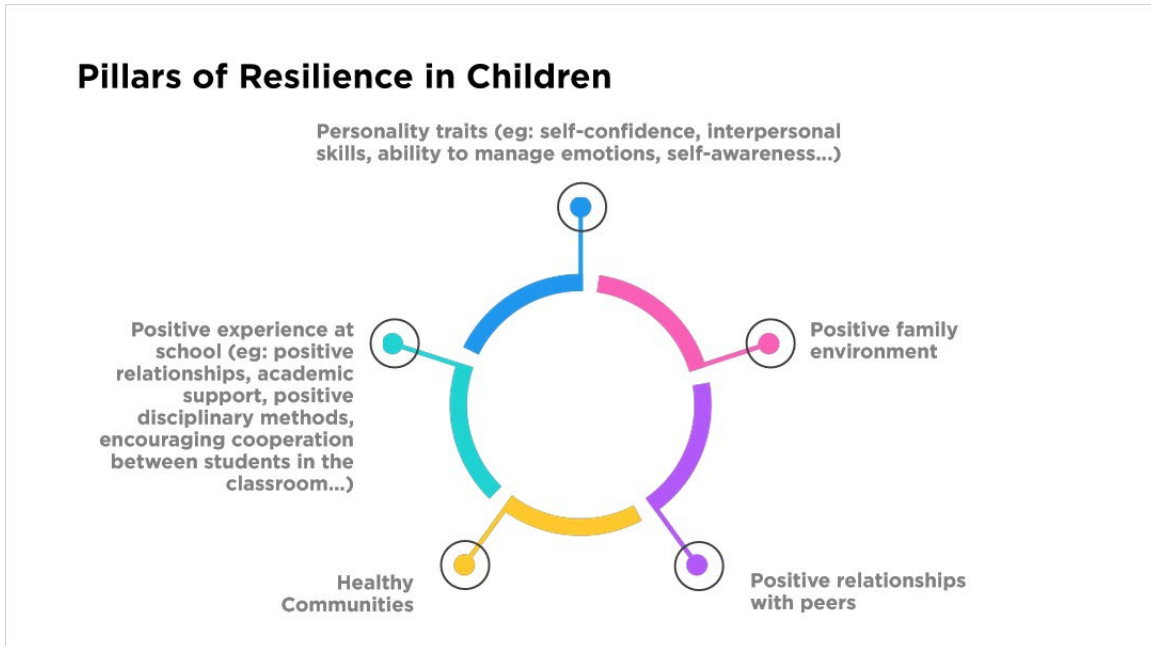 Pillars of Resilience in Children
Personality traits (eg: self-confidence, interpersonal
skills, ability to manage emotions, self-awareness...)
Positive experience at
school (eg: positive
relationships, academic
support, positive
disciplinary methods,
encouraging cooperation
between students in the
classroom...)
Positive family
environment
Healthy
Communities
Positive relationships
with peers